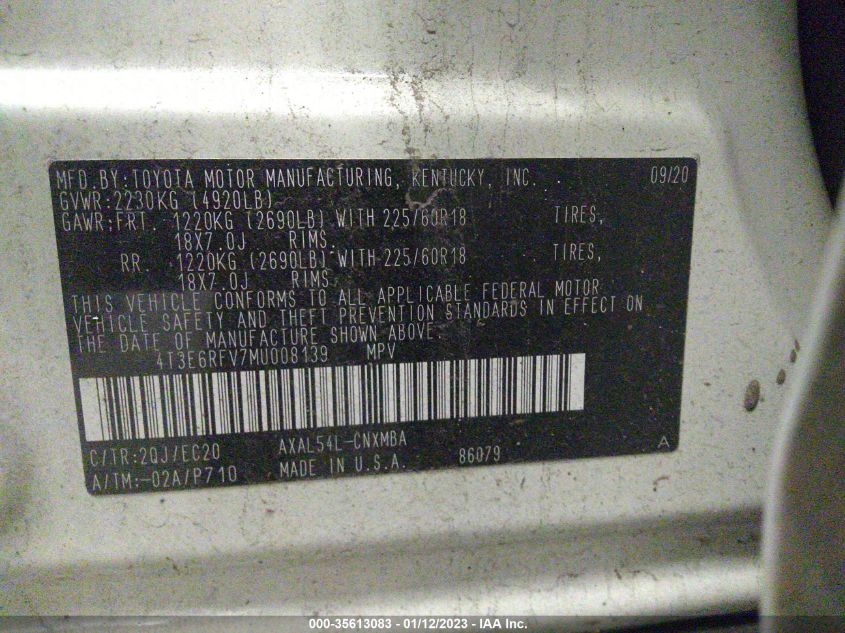 MFD.BY:TOYOTA MOTOR MANUFACTURING, KENTUCKY, INC. 09/20
GVWR:2230KG (4920LB)
GAWR:FRT. 1220KG (2690LB) WITH 225/60R18 TIRES,
18X7.0J RIMS.
RR. 1220KG (2690LB) WITH 225/60R18 TIRES,
18X7.0J RIMS.
THIS VEHICLE CONFORMS TO ALL APPLICABLE FEDERAL MOTOR
VEHICLE SAFETY AND THEFT PREVENTION STANDARDS IN EFFECT ON
THE DATE OF MANUFACTURE SHOWN ABOVE.
4T3E6RFV7MU008139 MPV
C/TR:2QJ/EC20 AXAL54L-CNXMBA A
A/TM:-02A/P710 MADE IN U.S.A. 86079
000-35613083 - 01/12/2023 - IAA Inc.